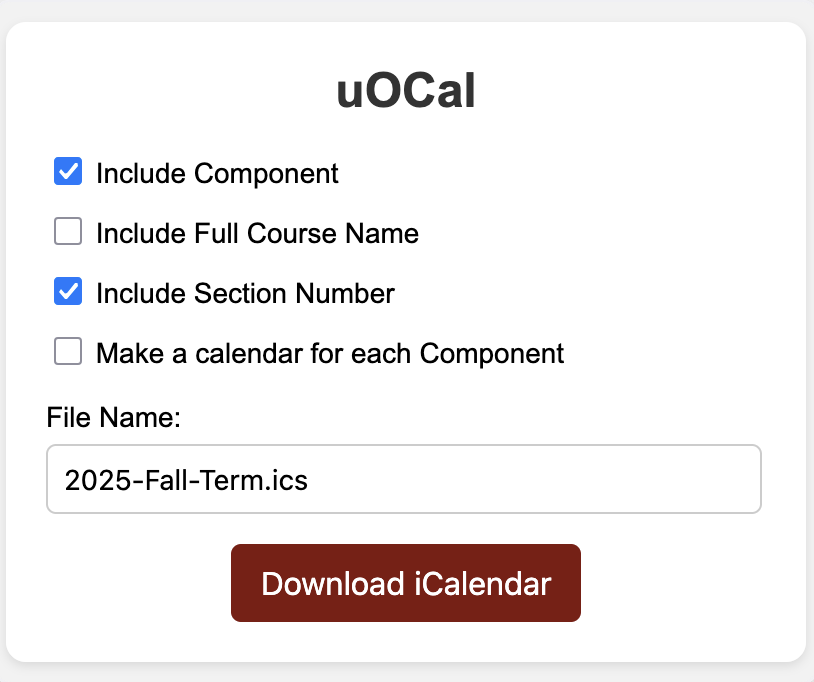 uOCal
Include Component
Include Full Course Name
Include Section Number
Make a calendar for each Component
File Name:
2025-Fall-Term.ics
Download iCalendar